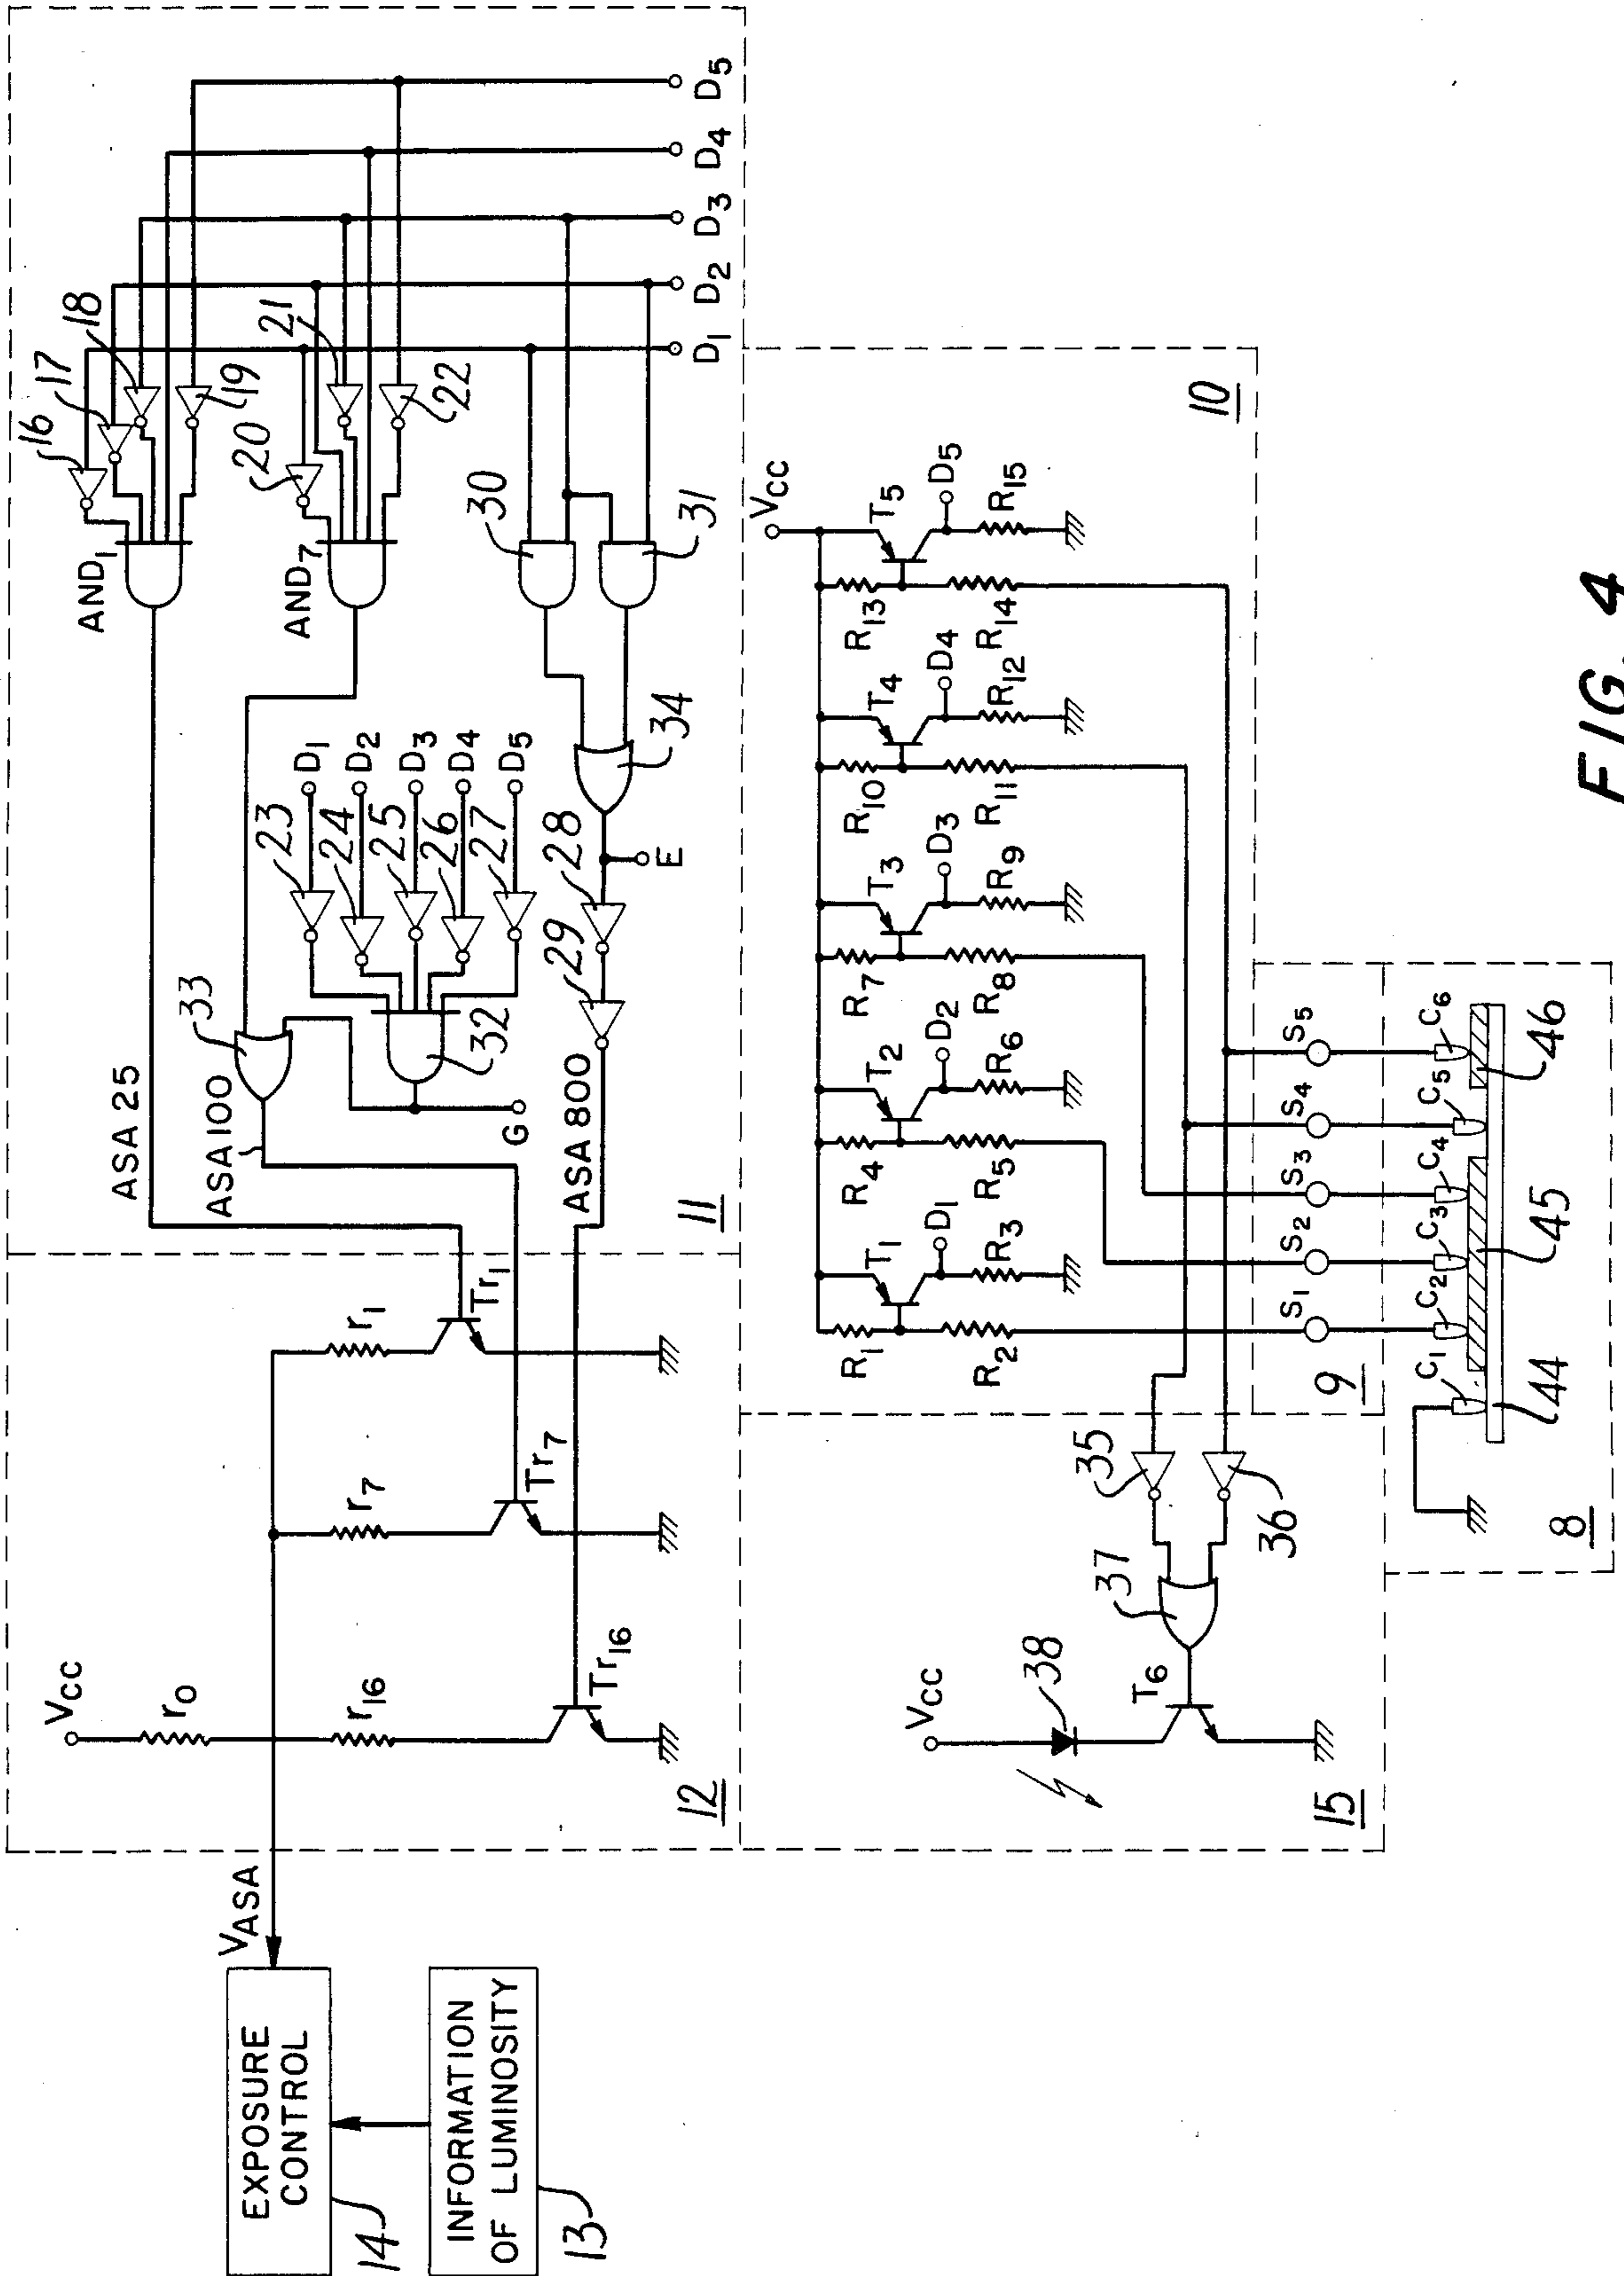 D5
D4
D3
D2
D1
16
17
18
19
20
21
22
AND1
AND7
30
31
34
D1
D2
D3
D4
D5
23
24
25
26
27
28
29
E
33
32
G
ASA 25
ASA 100
ASA 800
11
Tr1
r1
Tr7
r7
Tr16
r16
r0
Vcc
12
VASA
EXPOSURE
CONTROL
14
INFORMATION
OF LUMINOSITY
13
10
Vcc
T5
D5
R15
R13
R14
T4
D4
R12
R10
R11
T3
D3
R9
R7
R8
T2
D2
R6
R4
R5
T1
D1
R3
R1
R2
S1
S2
S3
S4
S5
9
C1
C2
C3
C4
C5
C6
44
45
46
8
35
36
37
38
Vcc
T6
15
FIG. 4